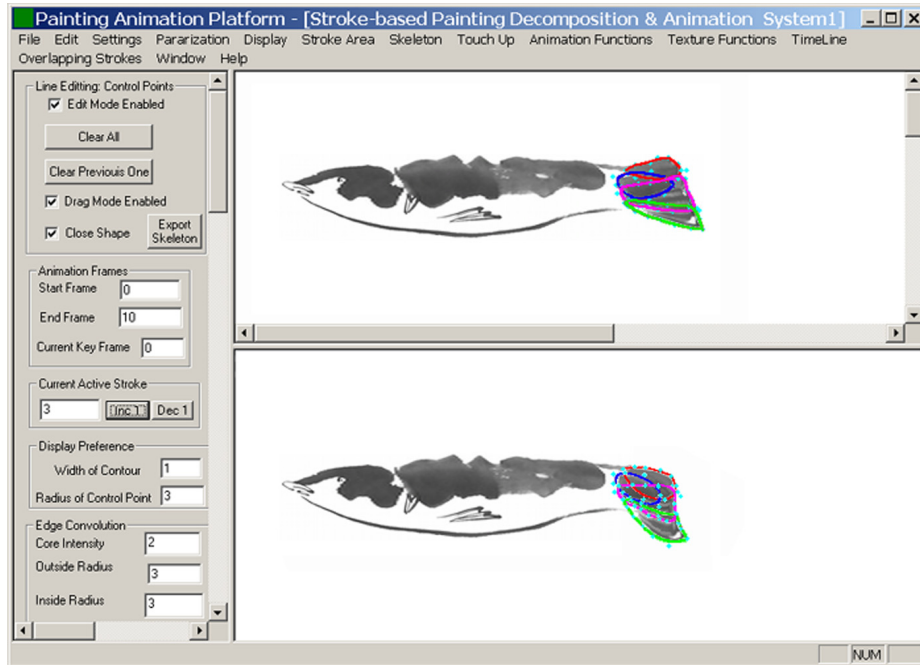 Painting Animation Platform - [Stroke-based Painting Decomposition & Animation System1]
File Edit Settings Pararization Display Stroke Area Skeleton Touch Up Animation Functions Texture Functions TimeLine
Overlapping Strokes Window Help
Line Editting: Control Points
Edit Mode Enabled
Clear All
Clear Previouis One
Drag Mode Enabled
Close Shape
Export
Skeleton
Animation Frames
Start Frame 0
End Frame 10
Current Key Frame 0
Current Active Stroke
3 Inc 1 Dec 1
Display Preference
Width of Contour 1
Radius of Control Point 3
Edge Convolution
Core Intensity 2
Outside Radius 3
Inside Radius 3
NUM